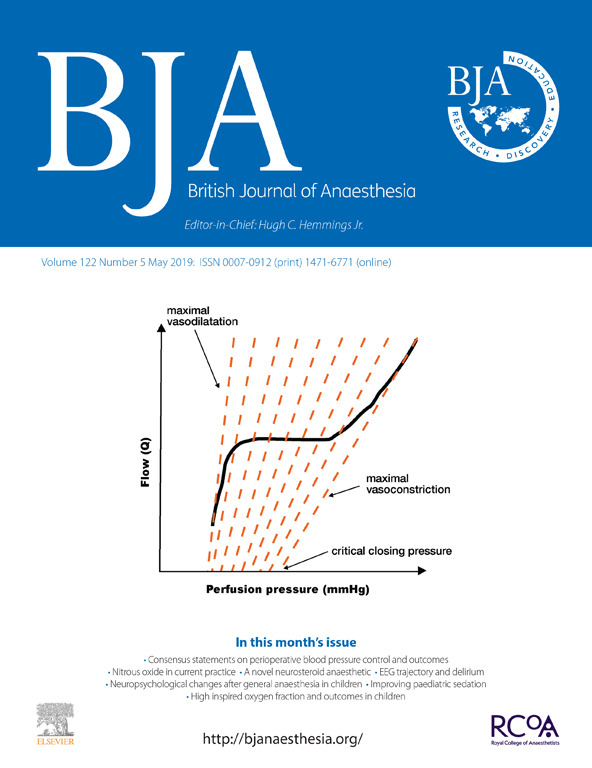 BJA
British Journal of Anaesthesia
Editor-in-Chief: Hugh C. Hemmings Jr.
BJA
RESEARCH • DISCOVERY • EDUCATION
Volume 122 Number 5 May 2019: ISSN 0007-0912 (print) 1471-6771 (online)
maximal
vasodilatation
Flow (Q)
maximal
vasoconstriction
critical closing pressure
Perfusion pressure (mmHg)
In this month's issue
• Consensus statements on perioperative blood pressure control and outcomes
• Nitrous oxide in current practice • A novel neurosteroid anaesthetic • EEG trajectory and delirium
• Neuropsychological changes after general anaesthesia in children • Improving paediatric sedation
• High inspired oxygen fraction and outcomes in children
ELSEVIER
http://bjanaesthesia.org/
RCOA
Royal College of Anaesthetists